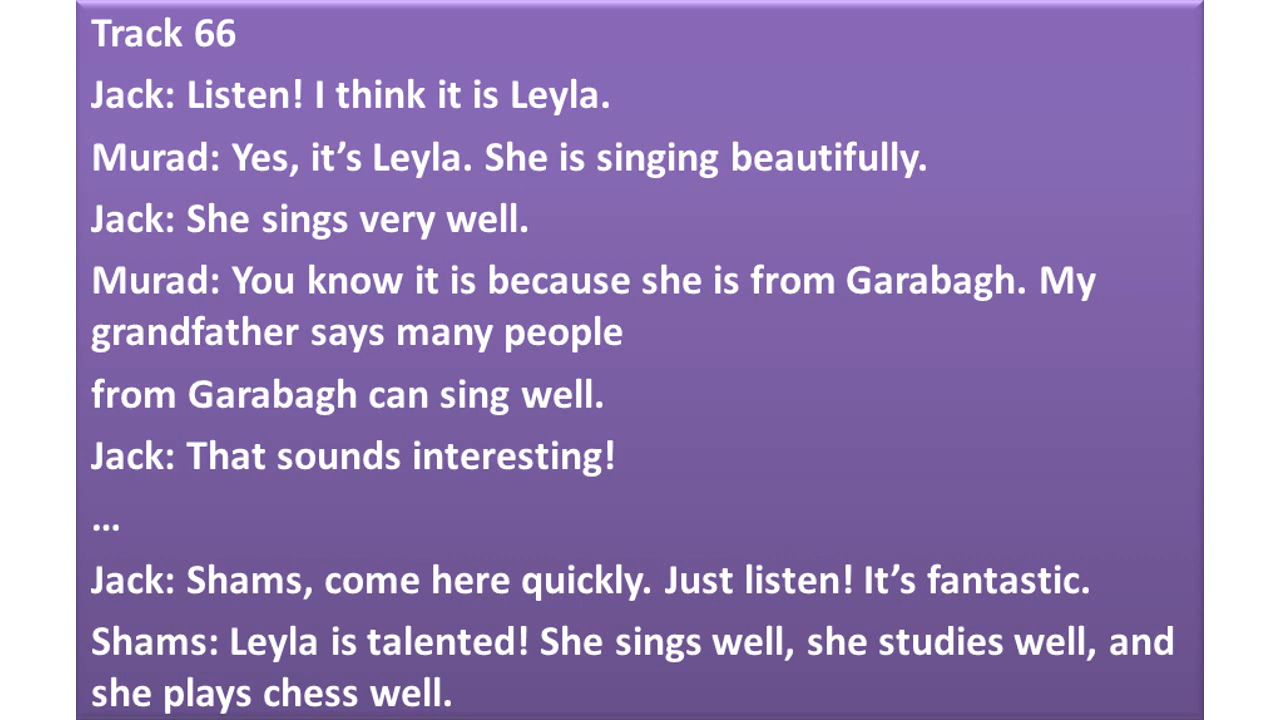 Track 66
Jack: Listen! I think it is Leyla.
Murad: Yes, it’s Leyla. She is singing beautifully.
Jack: She sings very well.
Murad: You know it is because she is from Garabagh. My
grandfather says many people
from Garabagh can sing well.
Jack: That sounds interesting!
…
Jack: Shams, come here quickly. Just listen! It’s fantastic.
Shams: Leyla is talented! She sings well, she studies well, and
she plays chess well.